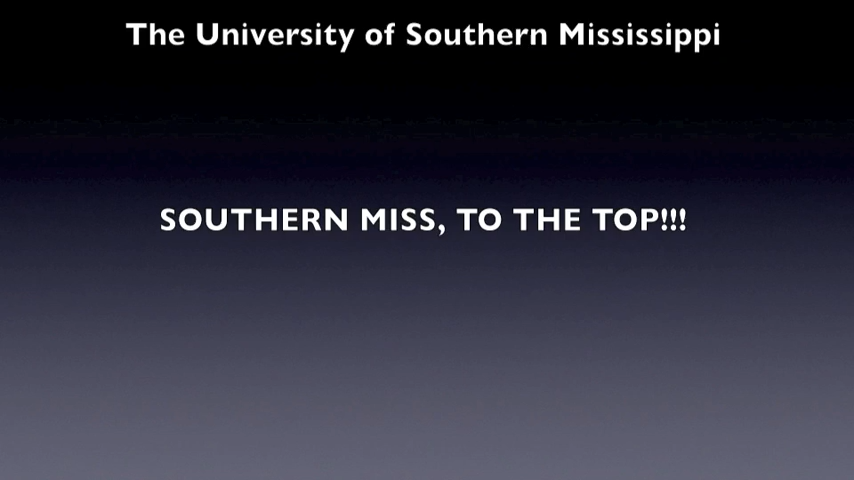 The University of Southern Mississippi
SOUTHERN MISS, TO THE TOP!!!